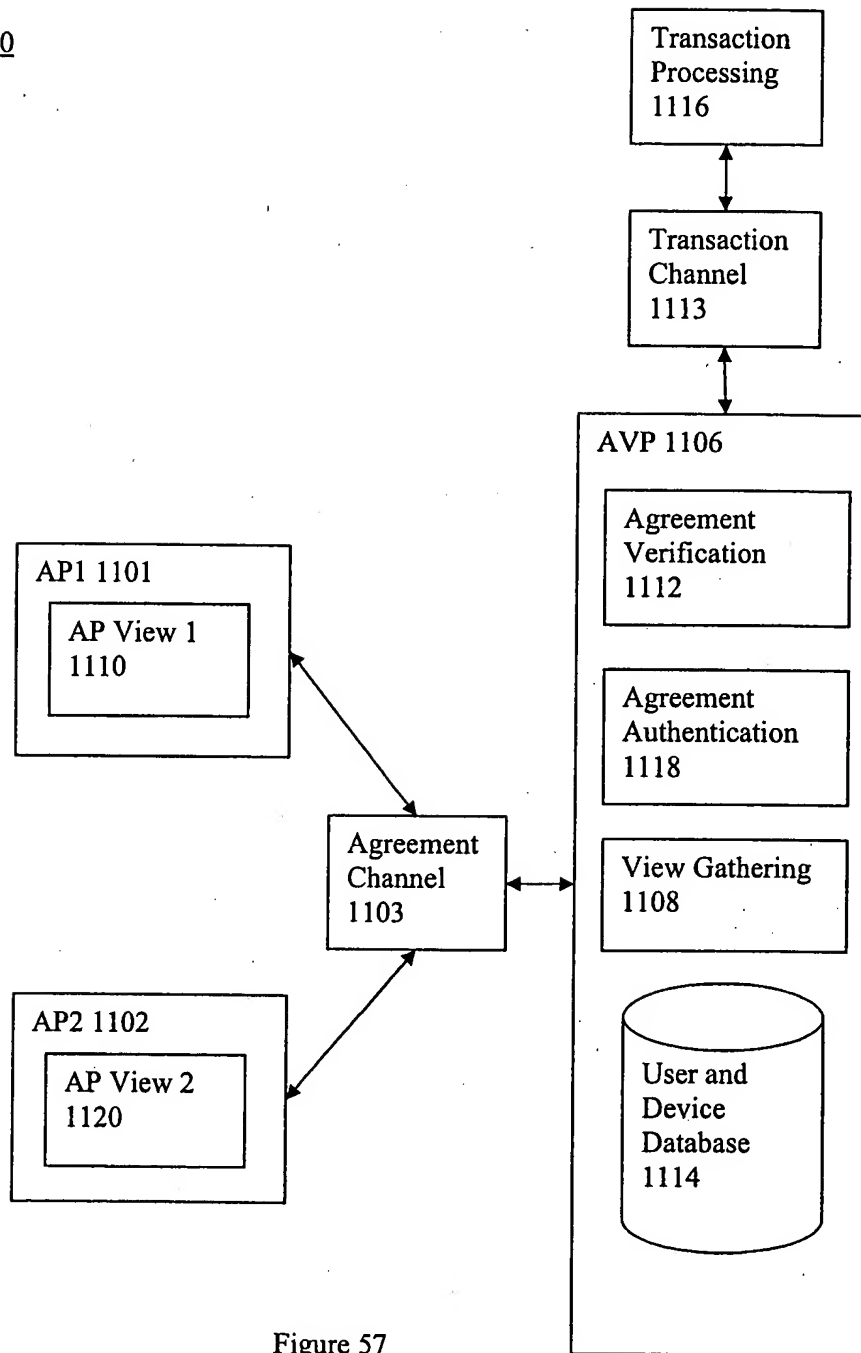 0
Transaction
Processing
1116
Transaction
Channel
1113
AVP 1106
Agreement
Verification
1112
AP1 1101
AP View 1
1110
Agreement
Authentication
1118
Agreement
Channel
1103
View Gathering
1108
AP2 1102
AP View 2
1120
User and
Device
Database
1114
Figure 57